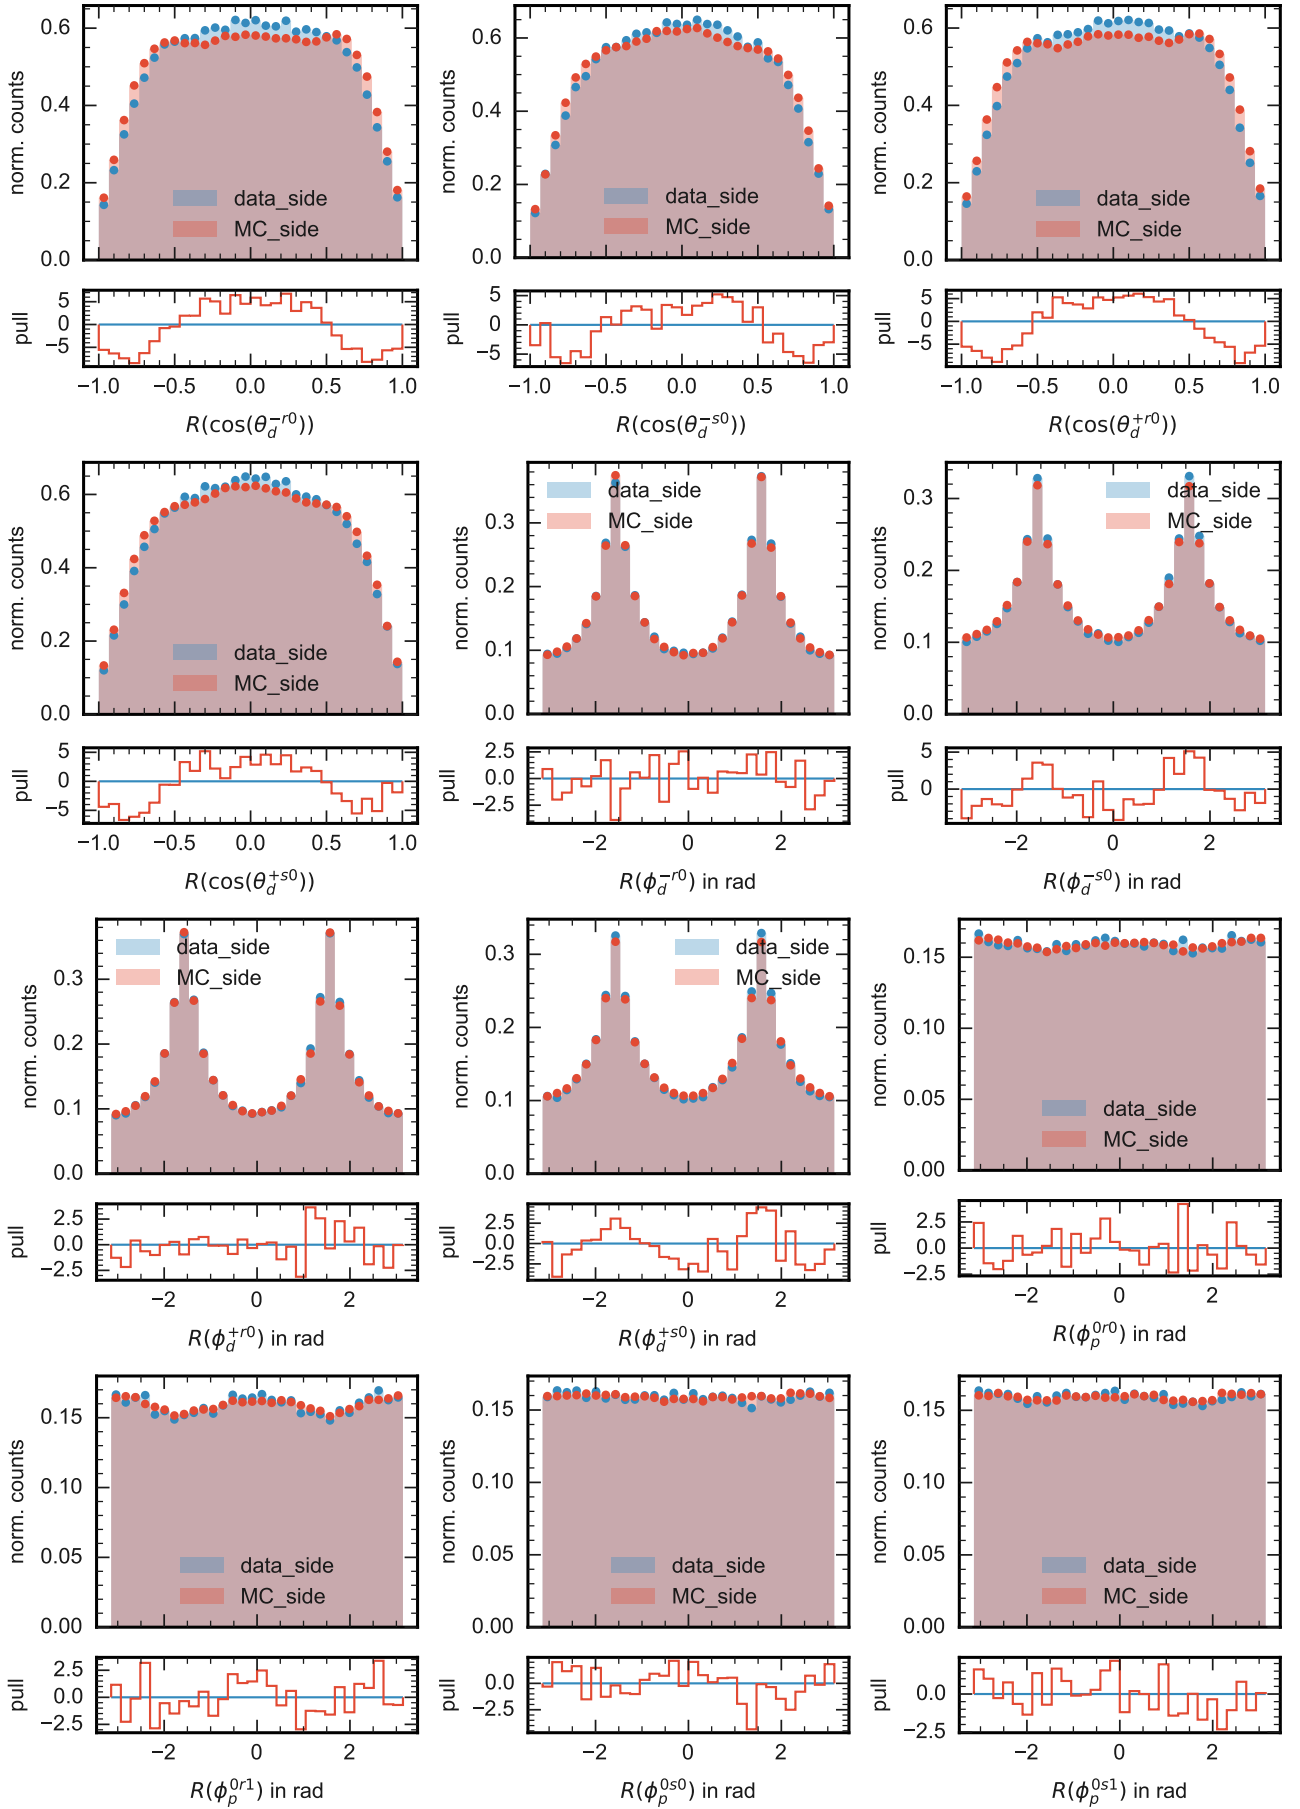 norm. counts
0.6
0.4
0.2
0.0
data_side
MC_side
pull
5
0
−5
−1.0 −0.5 0.0 0.5 1.0
R(cos(θ_d^{−r0}))
norm. counts
0.6
0.4
0.2
0.0
data_side
MC_side
pull
5
0
−5
−1.0 −0.5 0.0 0.5 1.0
R(cos(θ_d^{−s0}))
norm. counts
0.6
0.4
0.2
0.0
data_side
MC_side
pull
5
0
−5
−1.0 −0.5 0.0 0.5 1.0
R(cos(θ_d^{+r0}))
norm. counts
0.6
0.4
0.2
0.0
data_side
MC_side
pull
5
0
−5
−1.0 −0.5 0.0 0.5 1.0
R(cos(θ_d^{+s0}))
norm. counts
0.3
0.2
0.1
0.0
data_side
MC_side
pull
2.5
0.0
−2.5
−2 0 2
R(ϕ_d^{−r0}) in rad
norm. counts
0.3
0.2
0.1
0.0
data_side
MC_side
pull
5
0
−5
−2 0 2
R(ϕ_d^{−s0}) in rad
norm. counts
0.3
0.2
0.1
0.0
data_side
MC_side
pull
2.5
0.0
−2.5
−2 0 2
R(ϕ_d^{+r0}) in rad
norm. counts
0.3
0.2
0.1
0.0
data_side
MC_side
pull
2.5
0.0
−2.5
−2 0 2
R(ϕ_d^{+s0}) in rad
norm. counts
0.15
0.10
0.05
0.00
data_side
MC_side
pull
2.5
0.0
−2.5
−2 0 2
R(ϕ_p^{0r0}) in rad
norm. counts
0.15
0.10
0.05
0.00
data_side
MC_side
pull
2.5
0.0
−2.5
−2 0 2
R(ϕ_p^{0r1}) in rad
norm. counts
0.15
0.10
0.05
0.00
data_side
MC_side
pull
0.0
−2.5
−2 0 2
R(ϕ_p^{0s0}) in rad
norm. counts
0.15
0.10
0.05
0.00
data_side
MC_side
pull
0.0
−2.5
−2 0 2
R(ϕ_p^{0s1}) in rad